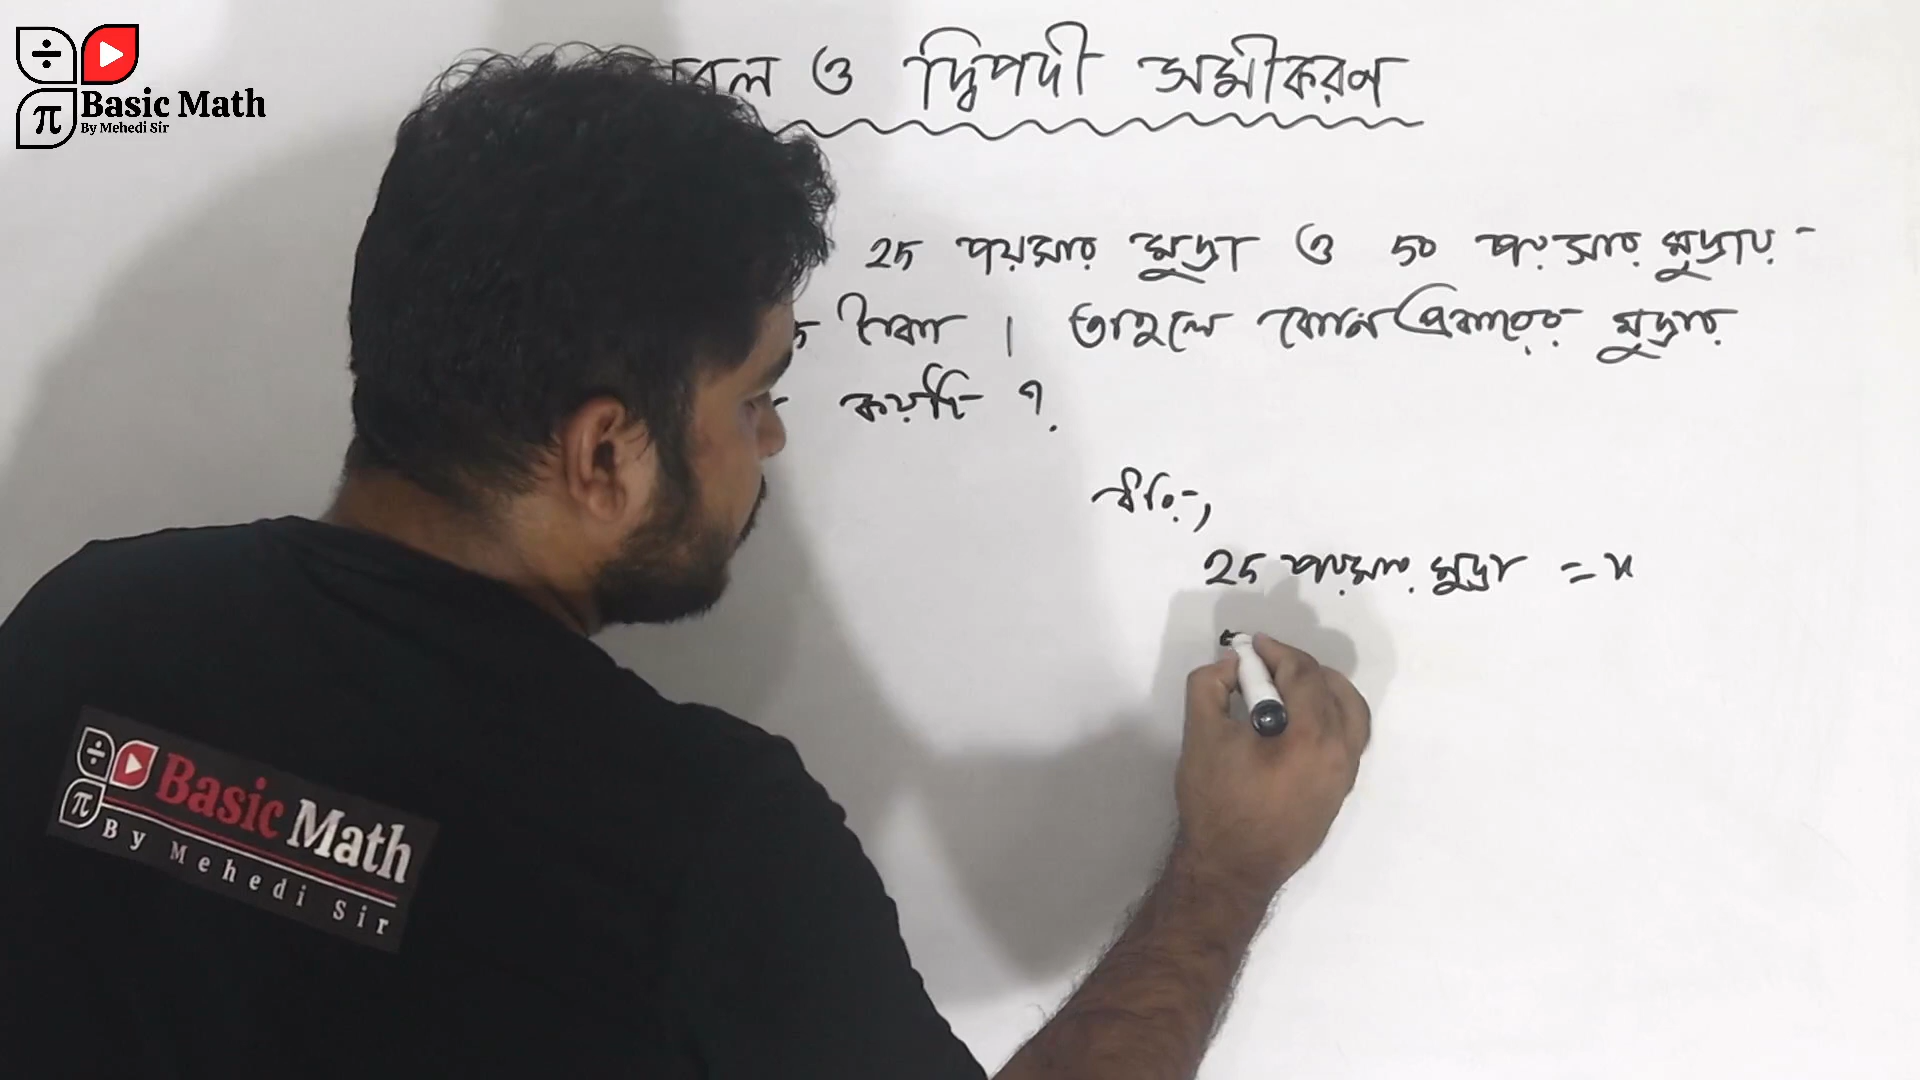 Basic Math
By Mehedi Sir
ও দ্বিপদী সমীকরণ
25 পয়সার মুদ্রা ও 50 পয়সার মুদ্রায়
টাকা । তাহলে কোন প্রকারের মুদ্রার
কয়টি ?
ধরি,
25 পয়সার মুদ্রা = x
Basic Math
By Mehedi Sir